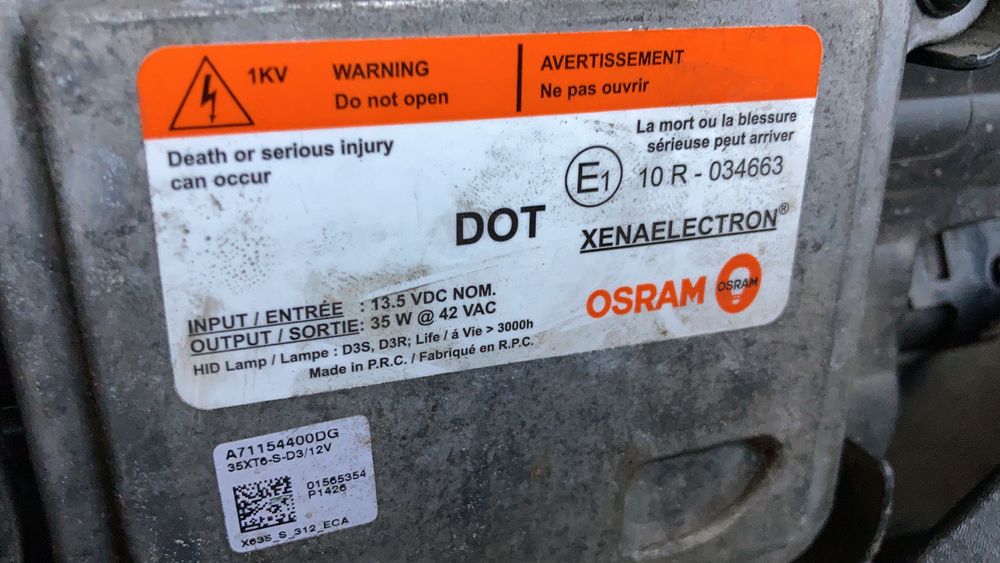 1KV
WARNING
Do not open
AVERTISSEMENT
Ne pas ouvrir
Death or serious injury
can occur
La mort ou la blessure
sérieuse peut arriver
E1
10 R - 034663
DOT
XENAELECTRON®
OSRAM
OSRAM
INPUT / ENTRÉE : 13.5 VDC NOM.
OUTPUT / SORTIE: 35 W @ 42 VAC
HID Lamp / Lampe : D3S, D3R; Life / á Vie > 3000h
Made in P.R.C. / Fabriqué en R.P.C.
A71154400DG
35XT6-S-D3/12V
01565354
P1426
X635_S_312_ECA